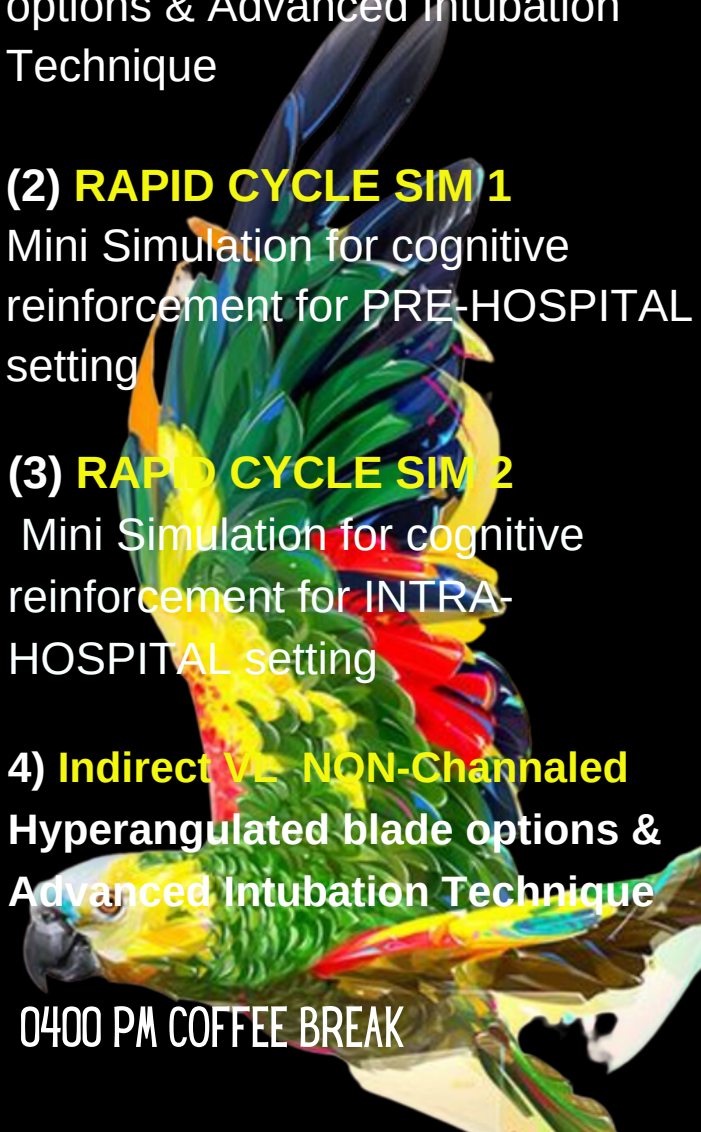 options & Advanced Intubation
Technique
(2) RAPID CYCLE SIM 1
Mini Simulation for cognitive
reinforcement for PRE-HOSPITAL
setting
(3) RAPID CYCLE SIM 2
Mini Simulation for cognitive
reinforcement for INTRA-
HOSPITAL setting
4) Indirect VL  NON-Channaled
Hyperangulated blade options &
Advanced Intubation Technique
0400 PM COFFEE BREAK